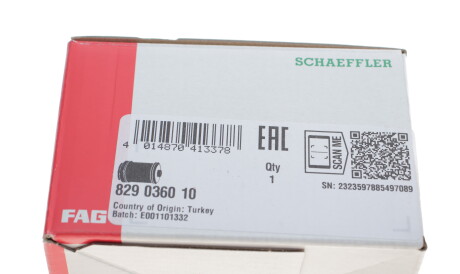 SCHAEFFLER
4 014870 413378
EAC
Qty
1
SCAN ME
SN: 2323597885497089
829 0360 10
Country of Origin: Turkey
Batch: E001101332
FAG